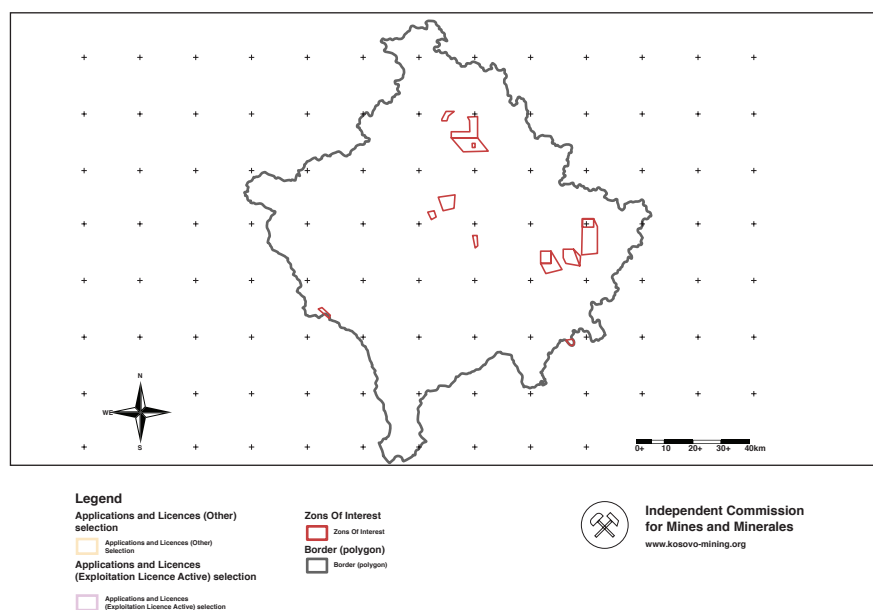 N
WE
S
0+ 10 20+ 30+ 40km
Legend
Applications and Licences (Other)
selection
Applications and Licences (Other)
Selection
Applications and Licences
(Exploitation Licence Active) selection
Applications and Licences
(Exploitation Licence Active) selection
Zons Of Interest
Zons Of Interest
Border (polygon)
Border (polygon)
Independent Commission
for Mines and Minerales
www.kosovo-mining.org